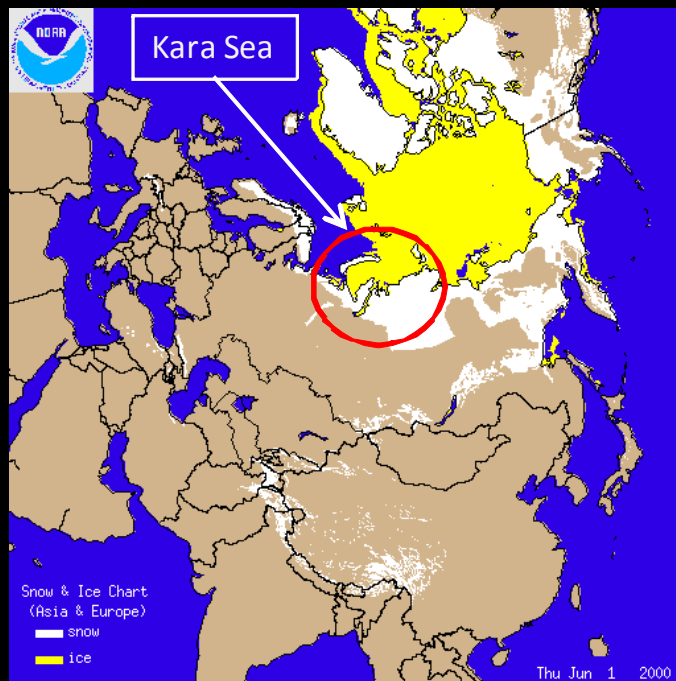 NOAA
Kara Sea
Snow & Ice Chart
(Asia & Europe)
snow
ice
Thu Jun 1 2000